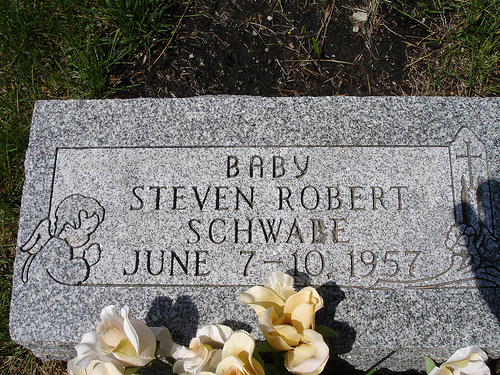 BABY
STEVEN ROBERT
SCHWABE
JUNE 7-10, 1957